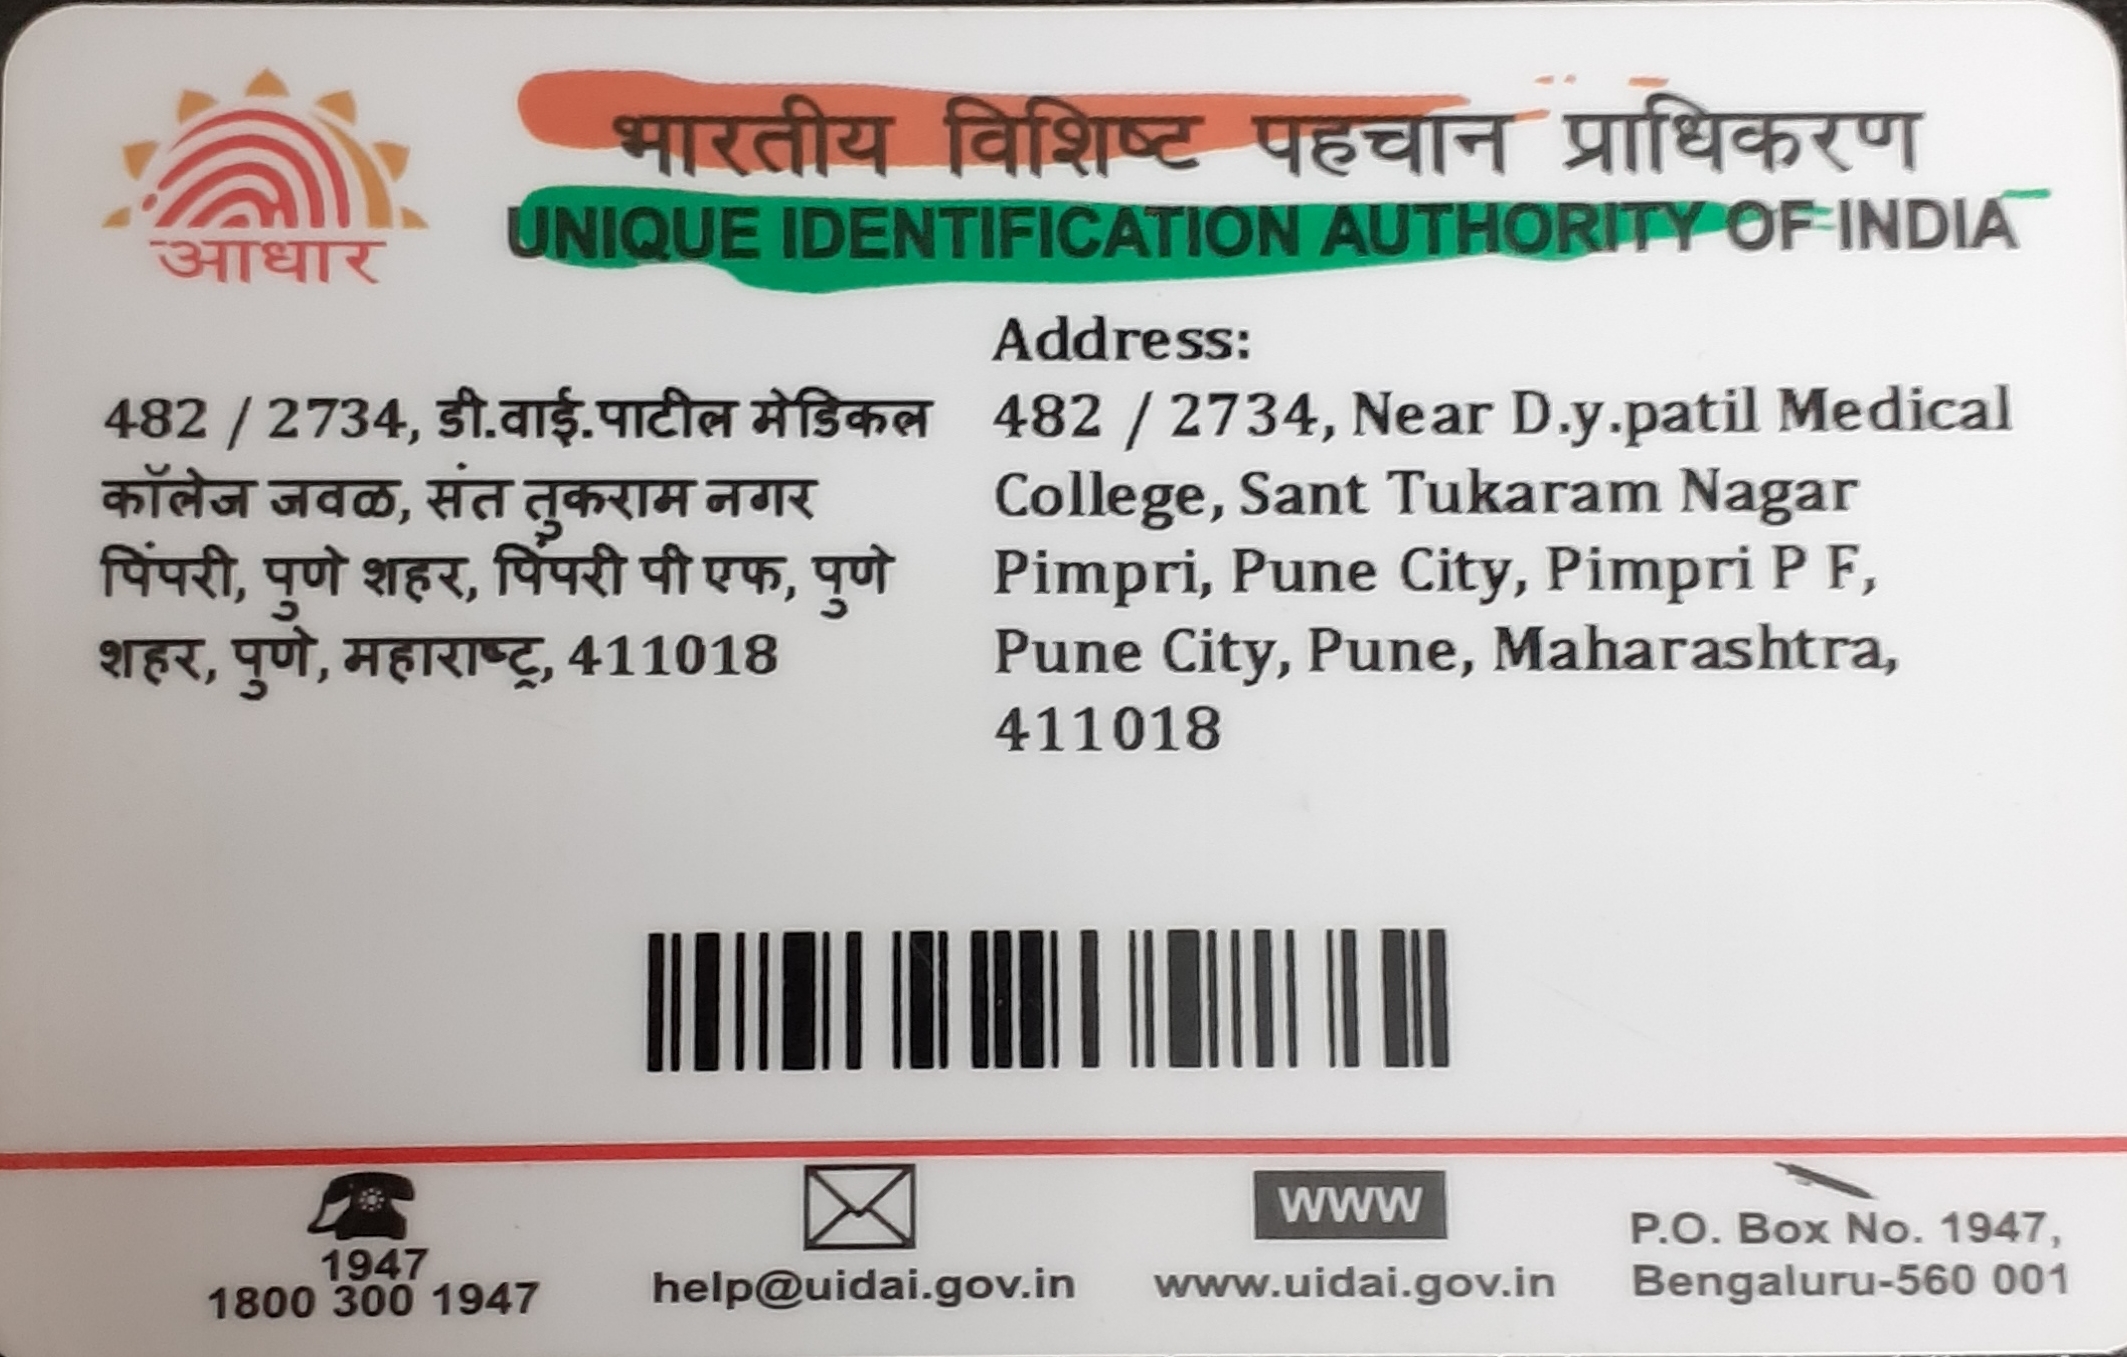 आधार
भारतीय विशिष्ट पहचान प्राधिकरण
UNIQUE IDENTIFICATION AUTHORITY OF INDIA
482 / 2734, डी.वाई.पाटील मेडिकल
कॉलेज जवळ, संत तुकराम नगर
पिंपरी, पुणे शहर, पिंपरी पी एफ, पुणे
शहर, पुणे, महाराष्ट्र, 411018
Address:
482 / 2734, Near D.y.patil Medical
College, Sant Tukaram Nagar
Pimpri, Pune City, Pimpri P F,
Pune City, Pune, Maharashtra,
411018
1947
1800 300 1947
help@uidai.gov.in
WWW
www.uidai.gov.in
P.O. Box No. 1947,
Bengaluru-560 001